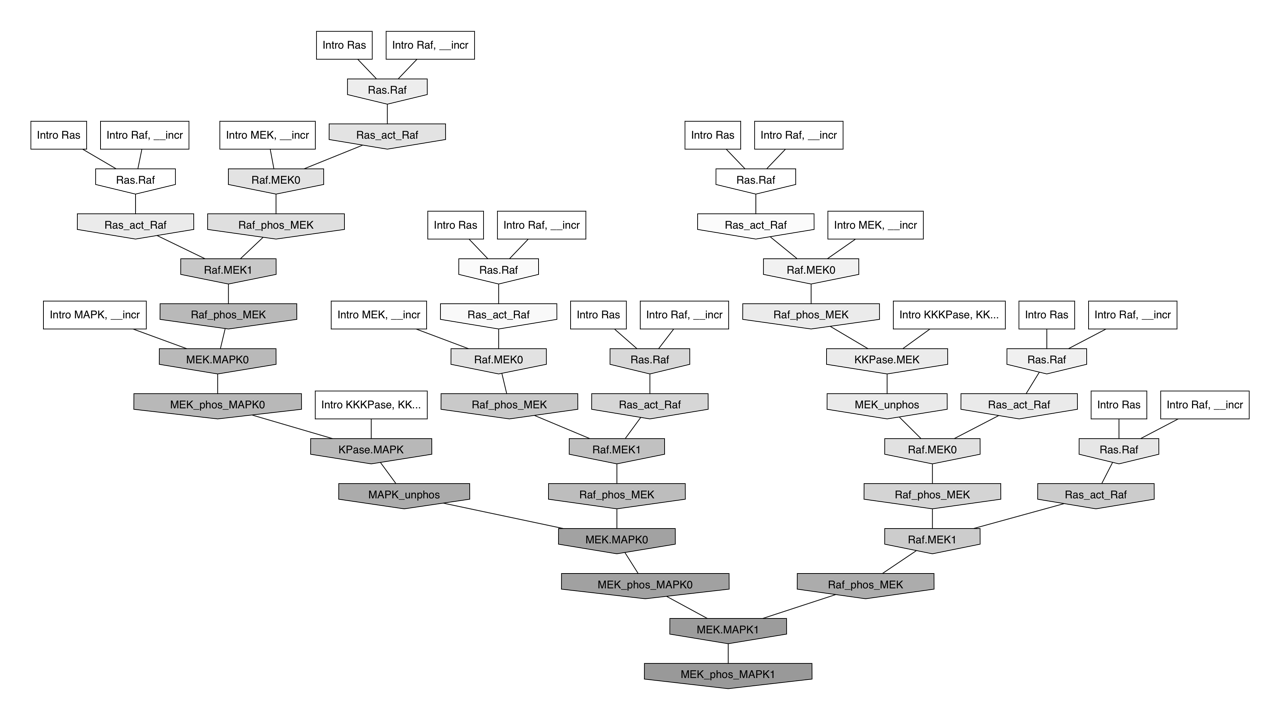 Intro Ras
Intro Raf, __incr
Ras.Raf
Intro Ras
Intro Raf, __incr
Intro MEK, __incr
Ras_act_Raf
Intro Ras
Intro Raf, __incr
Ras.Raf
Raf.MEK0
Ras.Raf
Ras_act_Raf
Raf_phos_MEK
Intro Ras
Intro Raf, __incr
Ras_act_Raf
Intro MEK, __incr
Raf.MEK1
Ras.Raf
Raf.MEK0
Intro MAPK, __incr
Raf_phos_MEK
Intro MEK, __incr
Ras_act_Raf
Intro Ras
Intro Raf, __incr
Raf_phos_MEK
Intro KKKPase, KK...
Intro Ras
Intro Raf, __incr
MEK.MAPK0
Raf.MEK0
Ras.Raf
KKPase.MEK
Ras.Raf
MEK_phos_MAPK0
Intro KKKPase, KK...
Raf_phos_MEK
Ras_act_Raf
MEK_unphos
Ras_act_Raf
Intro Ras
Intro Raf, __incr
KPase.MAPK
Raf.MEK1
Raf.MEK0
Ras.Raf
MAPK_unphos
Raf_phos_MEK
Raf_phos_MEK
Ras_act_Raf
MEK.MAPK0
Raf.MEK1
MEK_phos_MAPK0
Raf_phos_MEK
MEK.MAPK1
MEK_phos_MAPK1